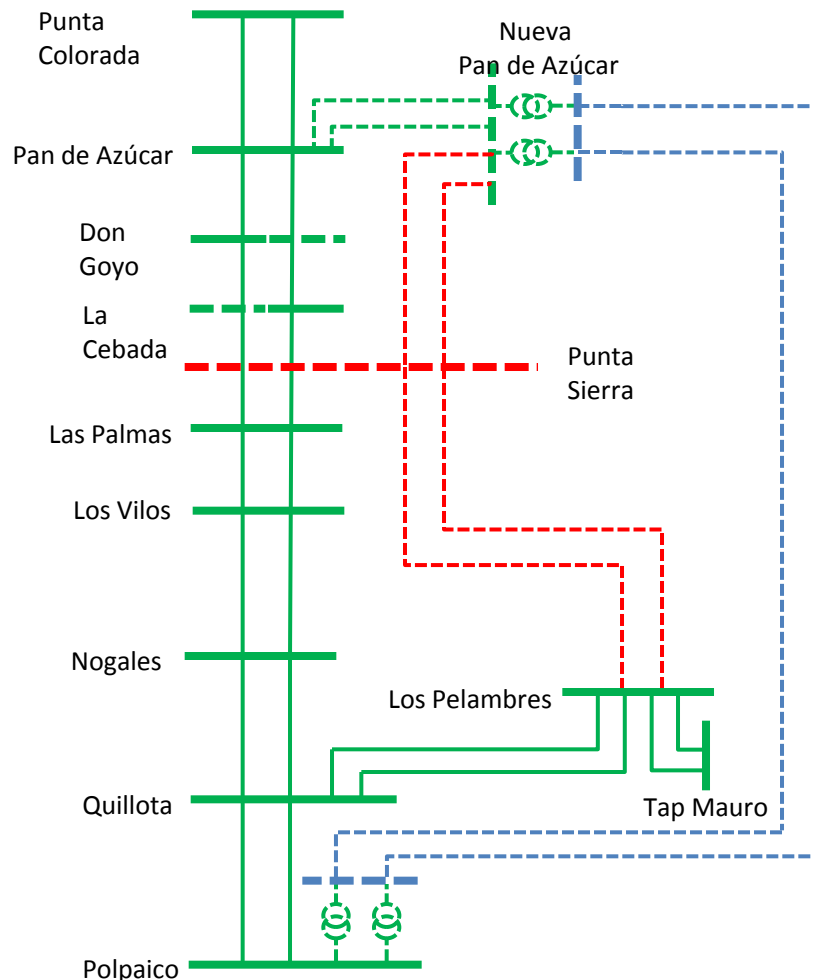 Punta
Colorada
Nueva
Pan de Azúcar
Pan de Azúcar
Don
Goyo
La
Cebada
Punta
Sierra
Las Palmas
Los Vilos
Nogales
Los Pelambres
Quillota
Tap Mauro
Polpaico